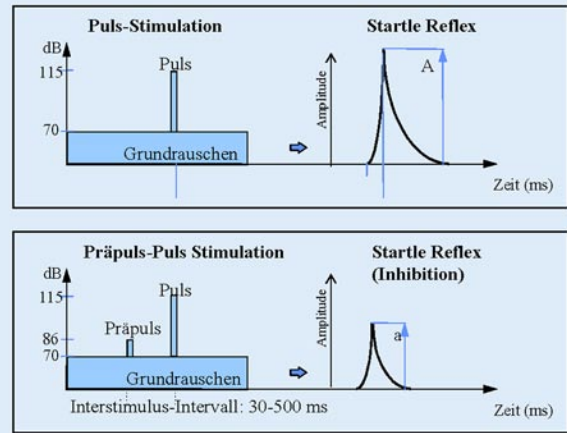 Puls-Stimulation
Startle Reflex
dB
115
Puls
70
Grundrauschen
Amplitude
A
Zeit (ms)
Präpuls-Puls Stimulation
Startle Reflex
(Inhibition)
dB
115
Puls
Präpuls
86
70
Grundrauschen
Interstimulus-Intervall: 30-500 ms
Amplitude
a
Zeit (ms)